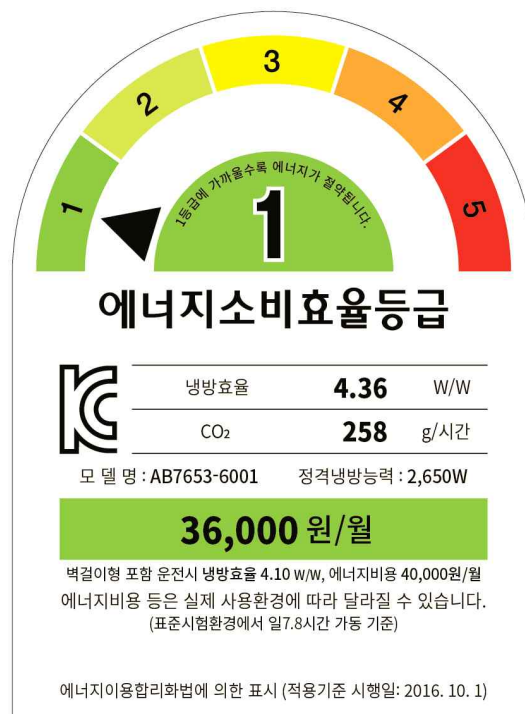 3
2
4
1
5
1등급에 가까울수록 에너지가 절약됩니다.
1
에너지소비효율등급
KC
냉방효율 4.36 W/W
CO₂ 258 g/시간
모 델 명 : AB7653-6001 정격냉방능력 : 2,650W
36,000 원/월
벽걸이형 포함 운전시 냉방효율 4.10 W/W, 에너지비용 40,000원/월
에너지비용 등은 실제 사용환경에 따라 달라질 수 있습니다.
(표준시험환경에서 일7.8시간 가동 기준)
에너지이용합리화법에 의한 표시 (적용기준 시행일: 2016. 10. 1)